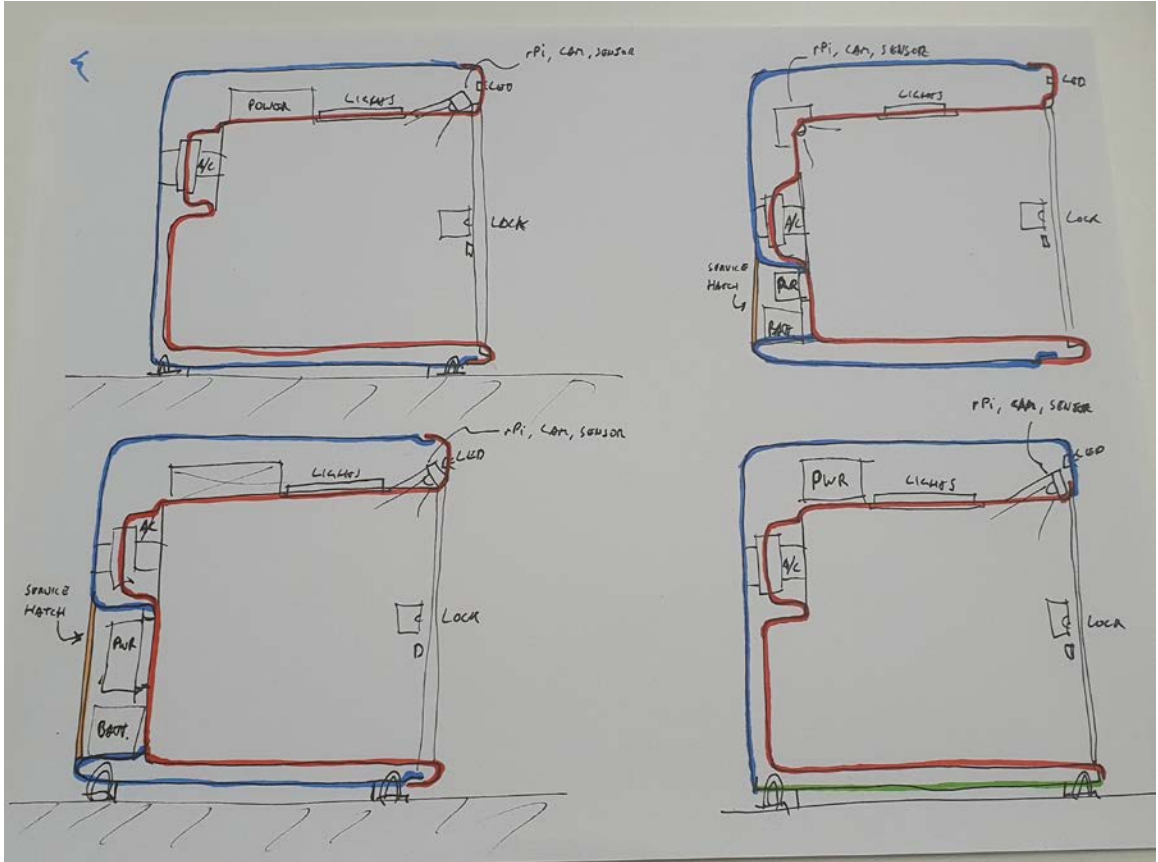 rPi, CAM, SENSOR
LED
POWER
LIGHTS
A/C
LOCK
rPi, CAM, SENSOR
LED
LIGHTS
A/C
LOCK
SERVICE
HATCH
PWR
BATT.
rPi, CAM, SENSOR
LED
LIGHTS
A/C
SERVICE
HATCH
LOCK
PWR
BATT.
rPi, CAM, SENSOR
LED
PWR
LIGHTS
A/C
LOCK